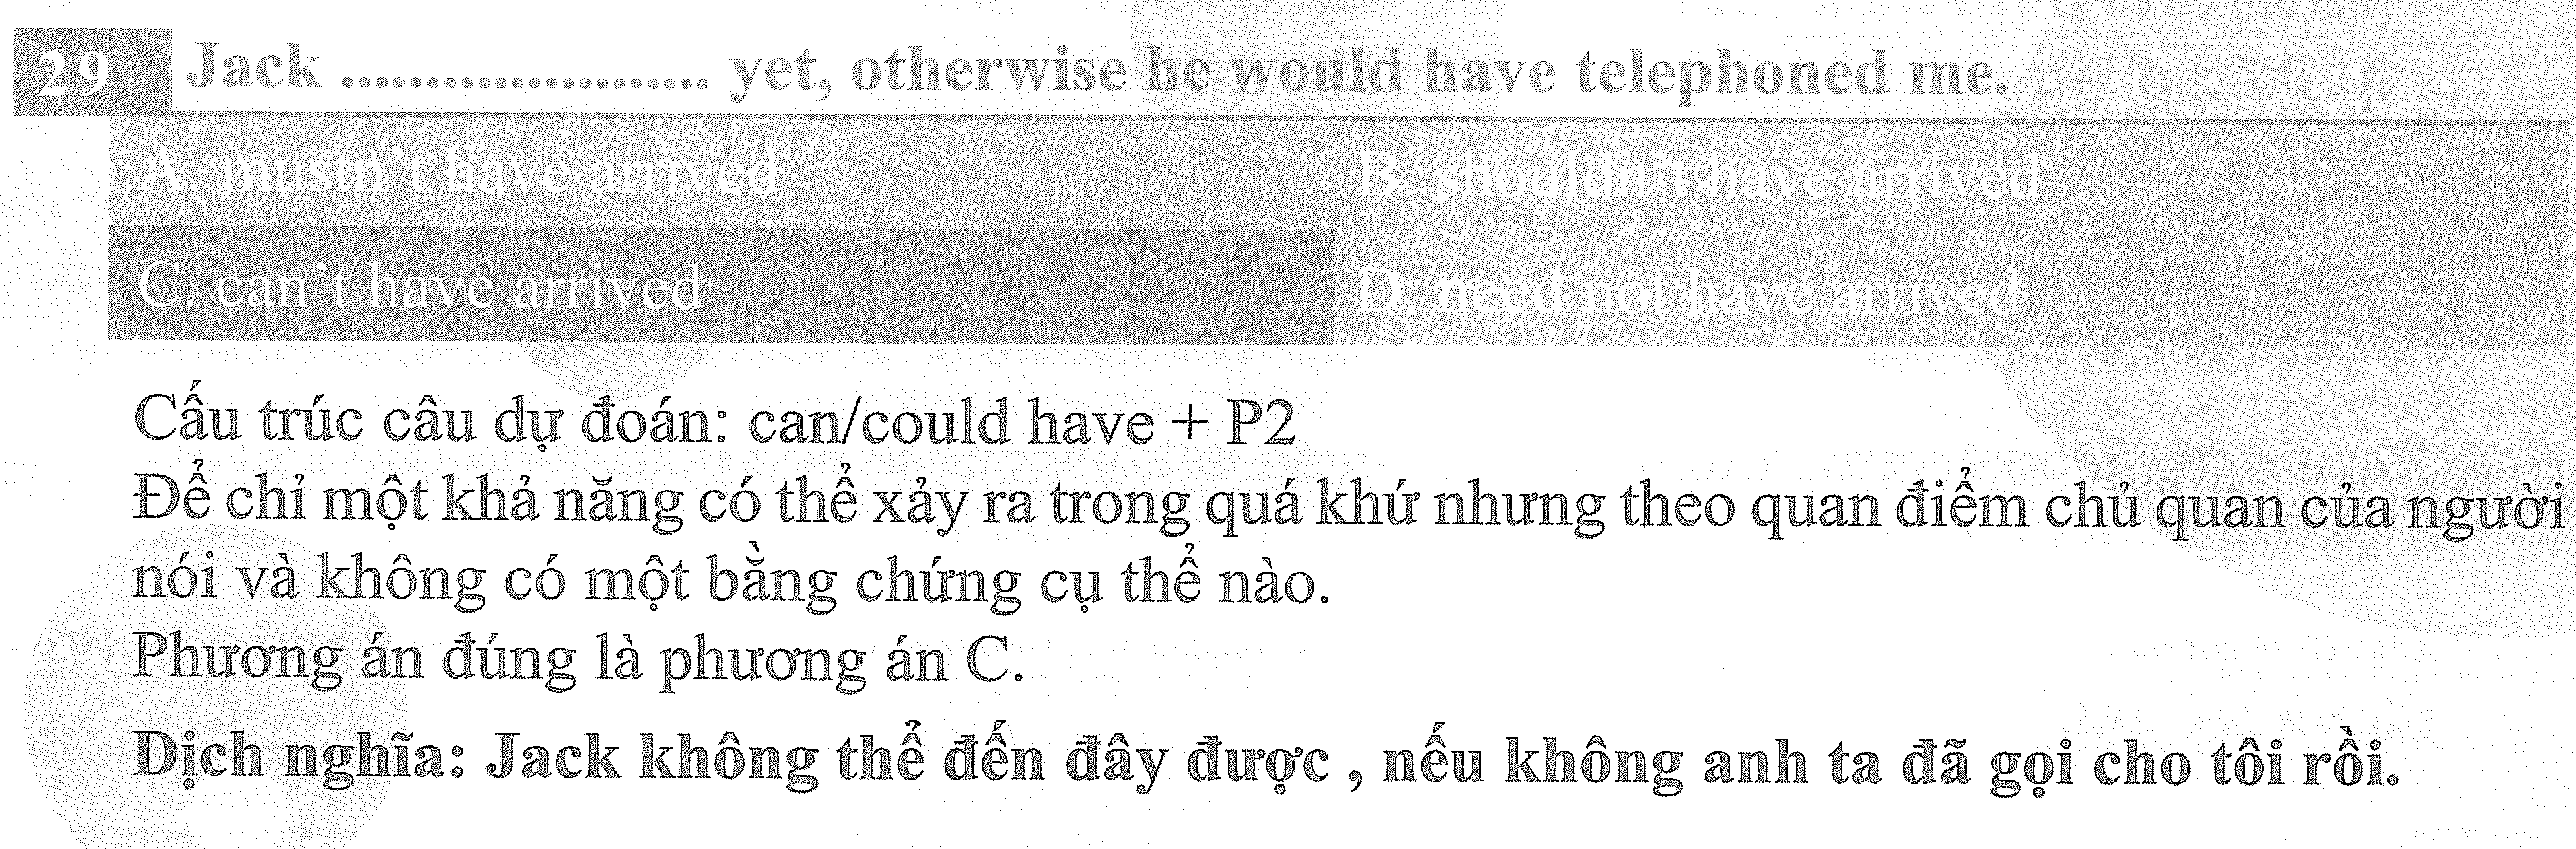 29 Jack ...................... yet, otherwise he would have telephoned me.
A. mustn't have arrived B. shouldn't have arrived
C. can't have arrived D. need not have arrived
Cấu trúc câu dự đoán: can/could have + P2
Để chỉ một khả năng có thể xảy ra trong quá khứ nhưng theo quan điểm chủ quan của người
nói và không có một bằng chứng cụ thể nào.
Phương án đúng là phương án C.
Dịch nghĩa: Jack không thể đến đây được , nếu không anh ta đã gọi cho tôi rồi.